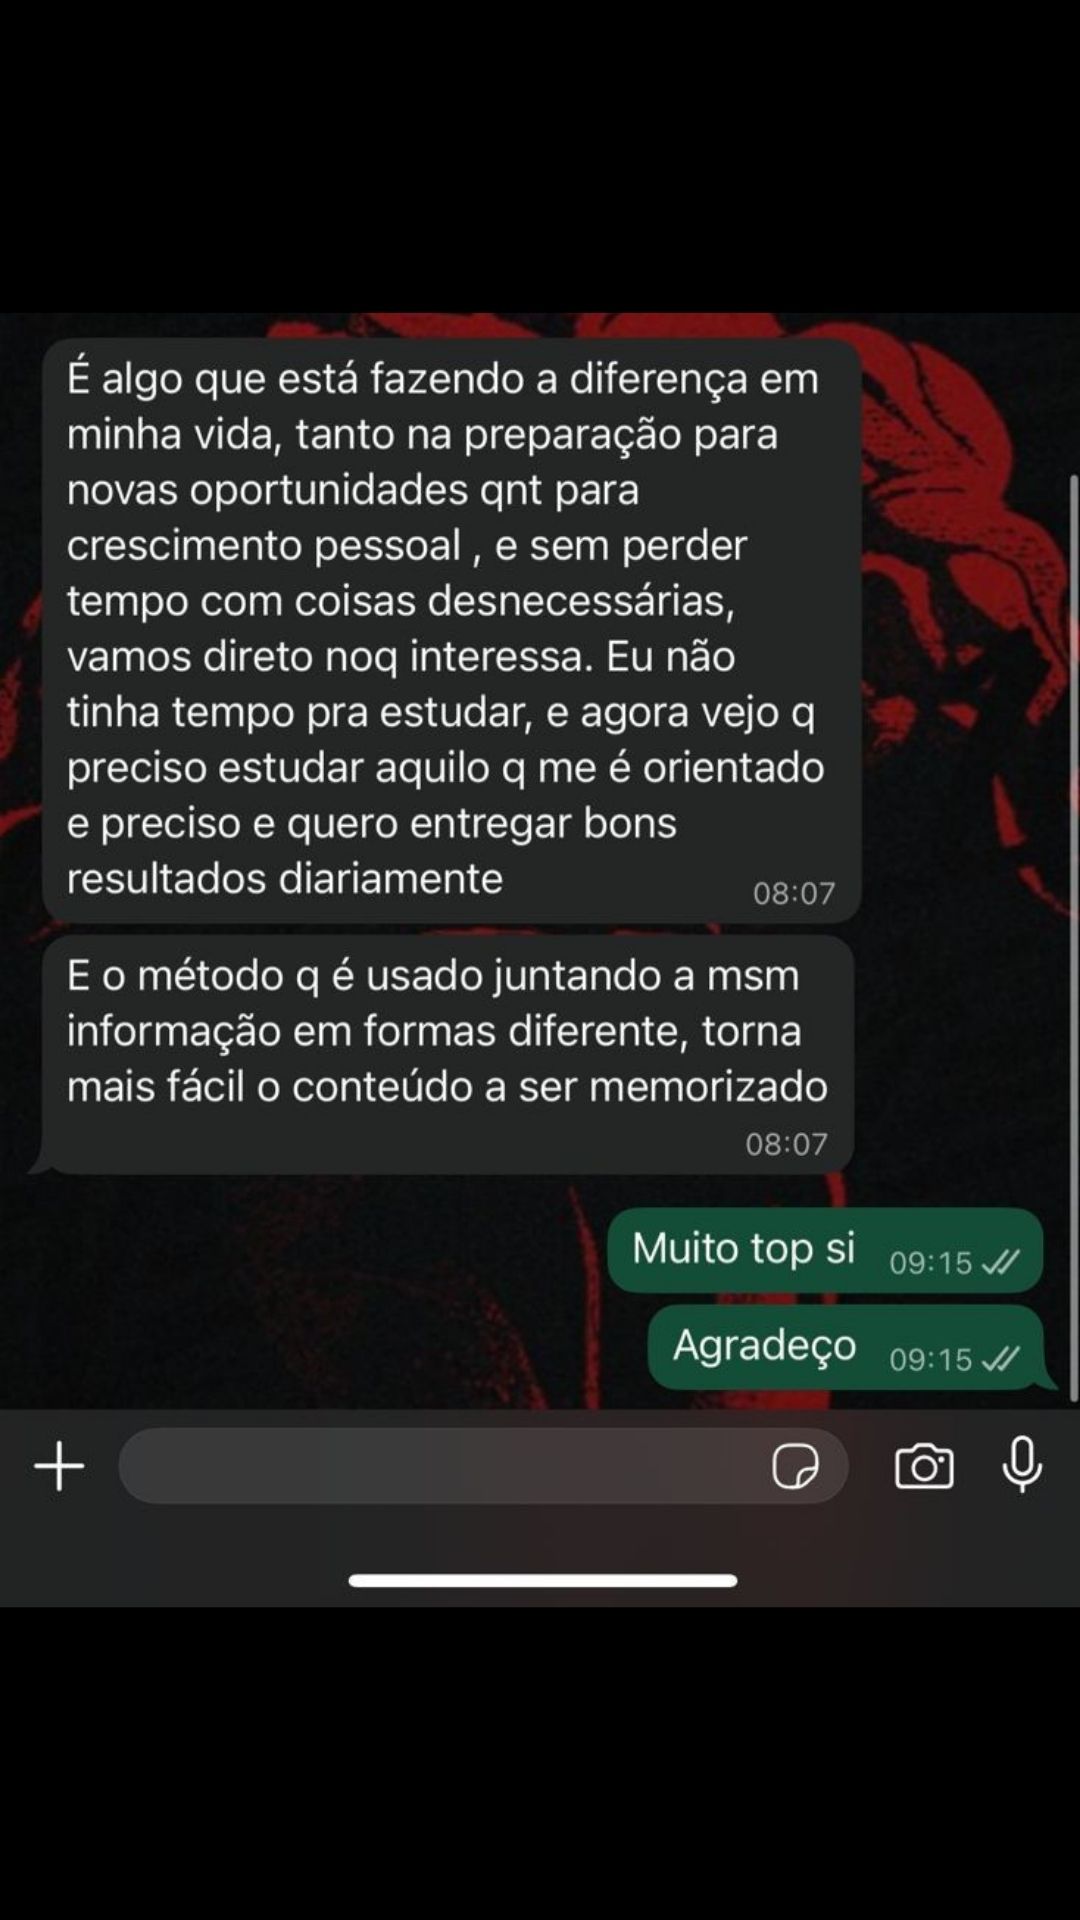 É algo que está fazendo a diferença em
minha vida, tanto na preparação para
novas oportunidades qnt para
crescimento pessoal , e sem perder
tempo com coisas desnecessárias,
vamos direto noq interessa. Eu não
tinha tempo pra estudar, e agora vejo q
preciso estudar aquilo q me é orientado
e preciso e quero entregar bons
resultados diariamente
08:07
E o método q é usado juntando a msm
informação em formas diferente, torna
mais fácil o conteúdo a ser memorizado
08:07
Muito top si 09:15
Agradeço 09:15